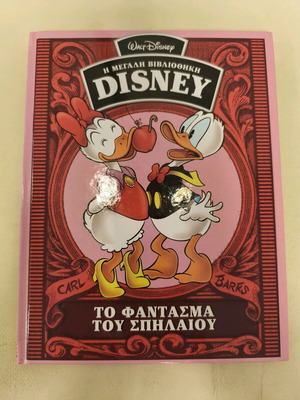 WALT DISNEY
Η ΜΕΓΑΛΗ ΒΙΒΛΙΟΘΗΚΗ
DISNEY
CARL BARKS
ΤΟ ΦΑΝΤΑΣΜΑ
ΤΟΥ ΣΠΗΛΑΙΟΥ